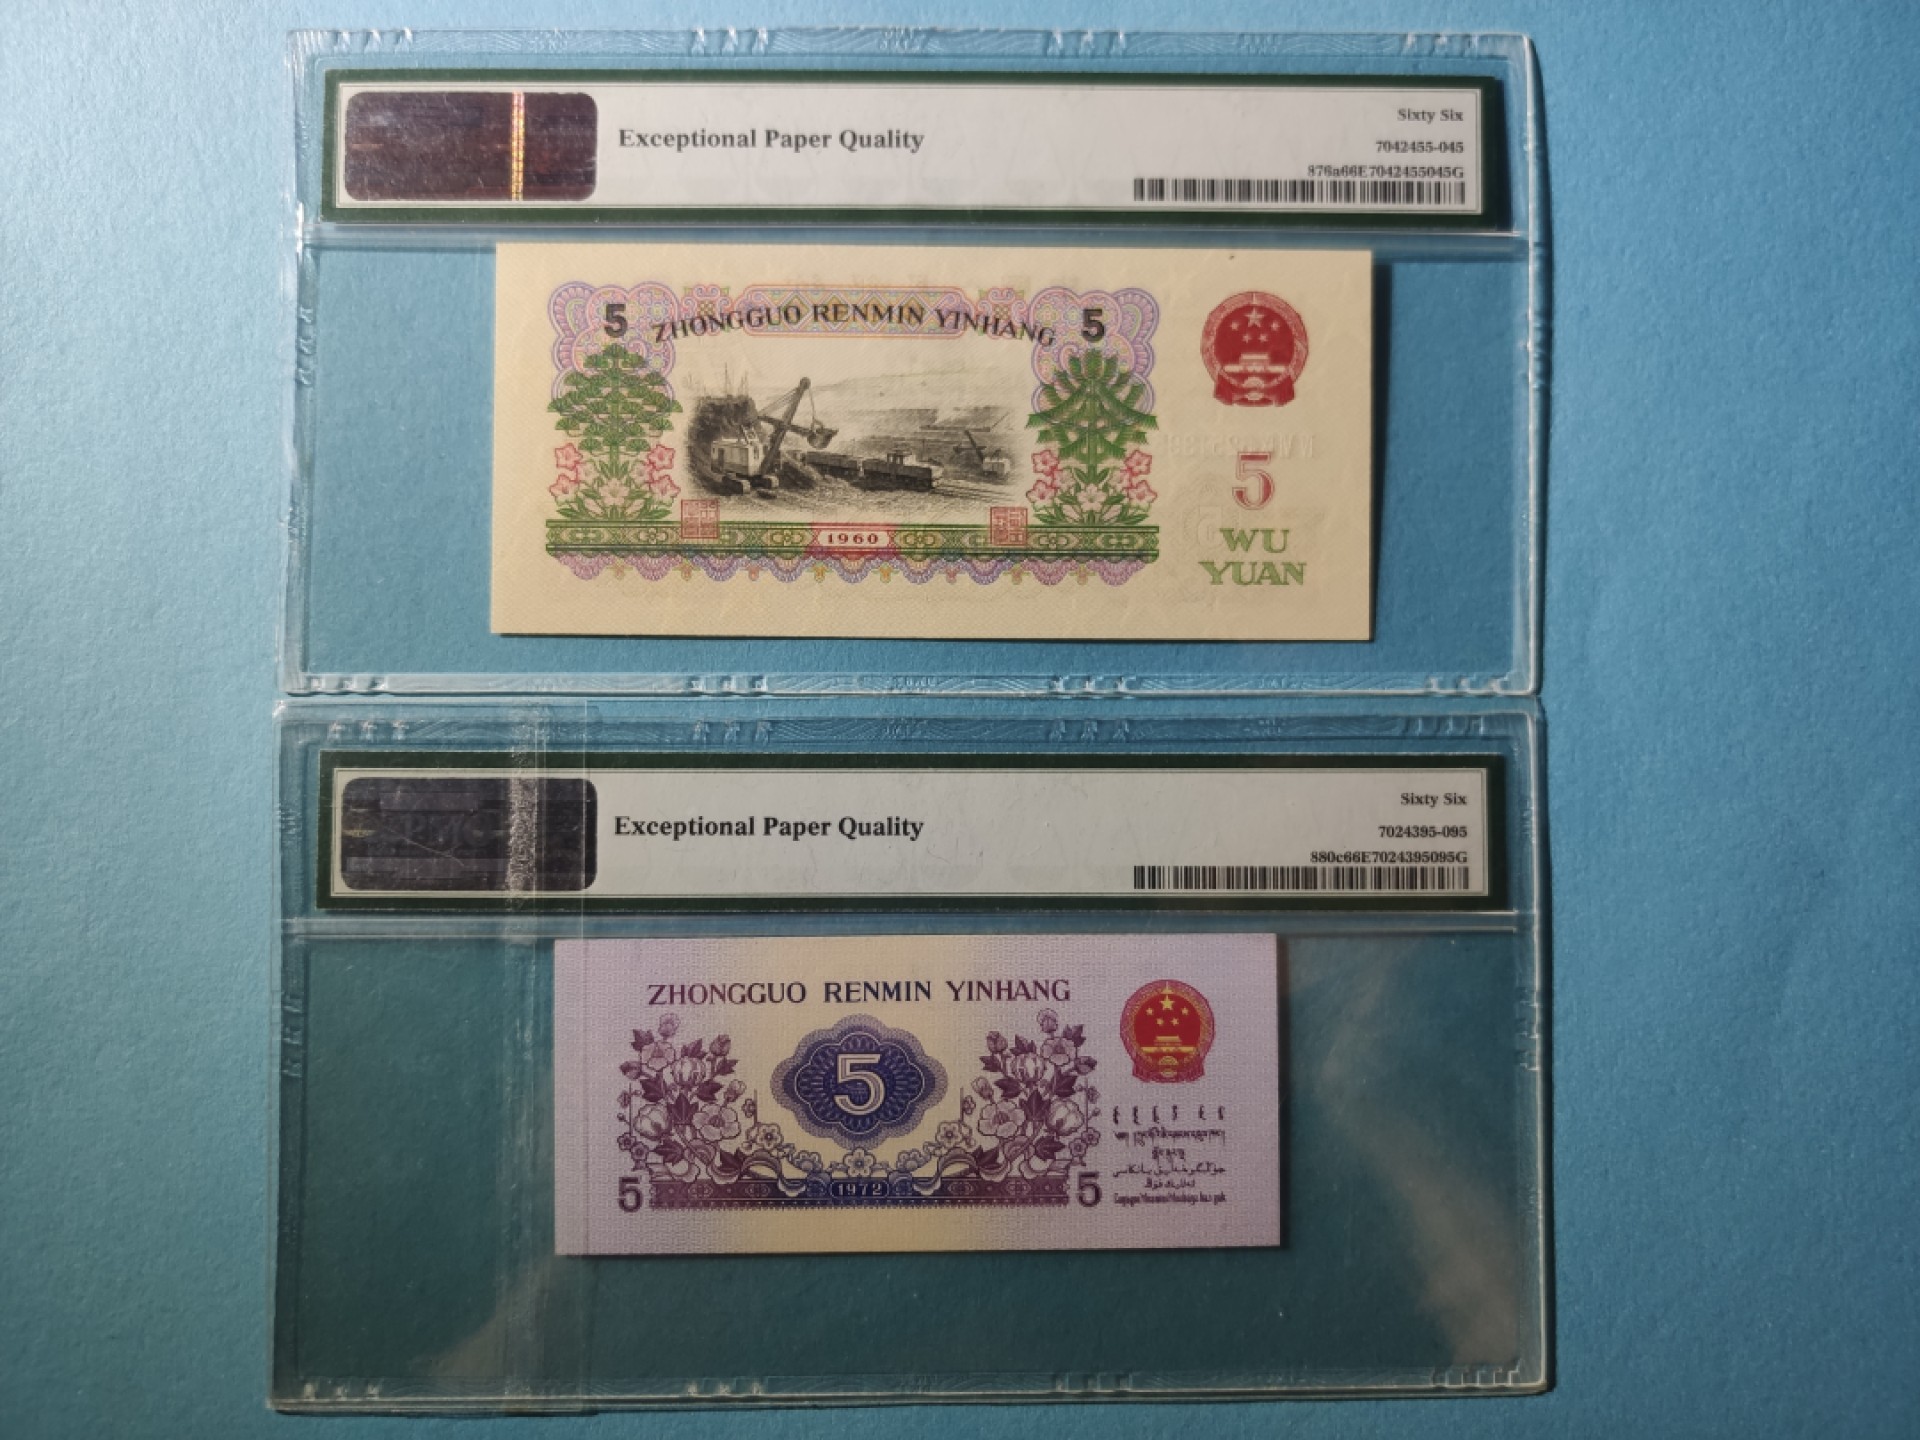 Exceptional Paper Quality
Sixty Six
7042455-045
876a66E7042455045G
5 ZHONGGUO RENMIN YINHANG 5
5
1960
WU
YUAN
Exceptional Paper Quality
Sixty Six
7024395-095
880c66E7024395095G
ZHONGGUO RENMIN YINHANG
5
5 1972 5